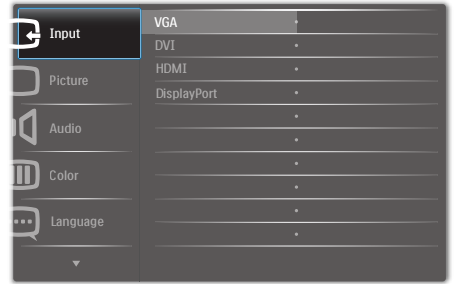 Input
Picture
Audio
Color
Language
VGA
DVI
HDMI
DisplayPort